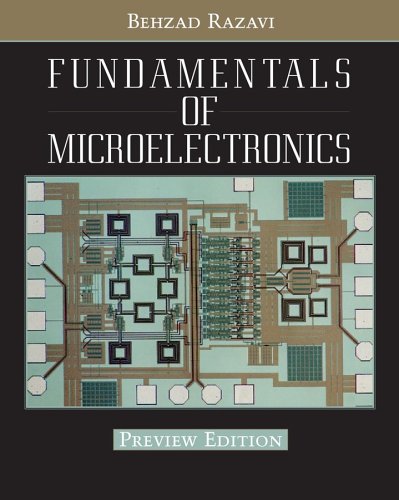 BEHZAD RAZAVI
FUNDAMENTALS
OF
MICROELECTRONICS
PREVIEW EDITION